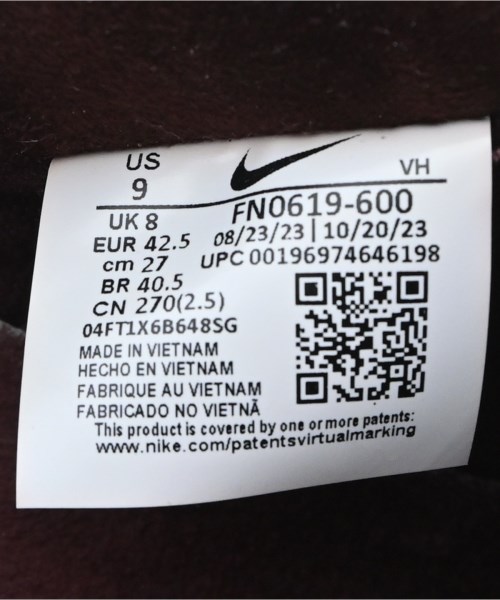 US
9
VH
UK 8
EUR 42.5
cm 27
BR 40.5
CN 270(2.5)
FN0619-600
08/23/23 | 10/20/23
UPC 00196974646198
04FT1X6B648SG
MADE IN VIETNAM
HECHO EN VIETNAM
FABRIQUE AU VIETNAM
FABRICADO NO VIETNÃ
This product is covered by one or more patents:
www.nike.com/patentsvirtualmarking